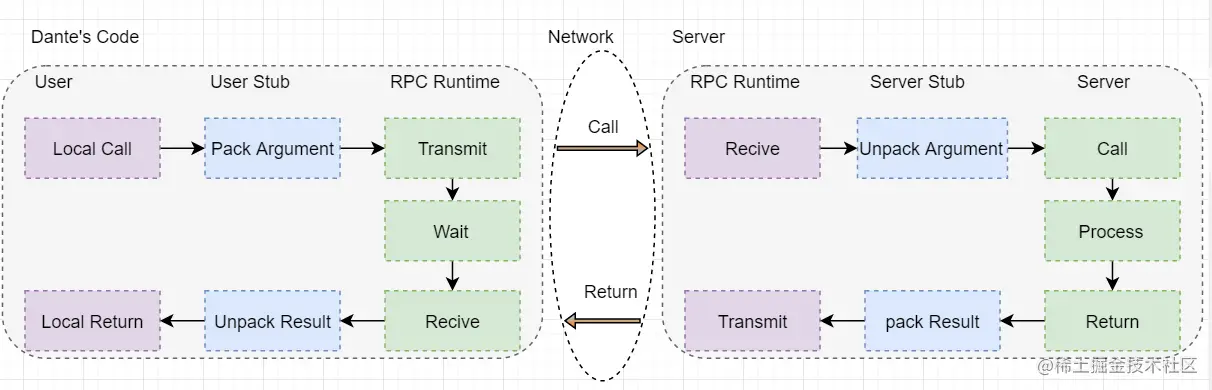 Dante's Code
Network
Server
User
User Stub
RPC Runtime
RPC Runtime
Server Stub
Server
Local Call
Pack Argument
Transmit
Call
Recive
Unpack Argument
Call
Wait
Process
Local Return
Unpack Result
Recive
Return
Transmit
pack Result
Return
@稀土掘金技术社区